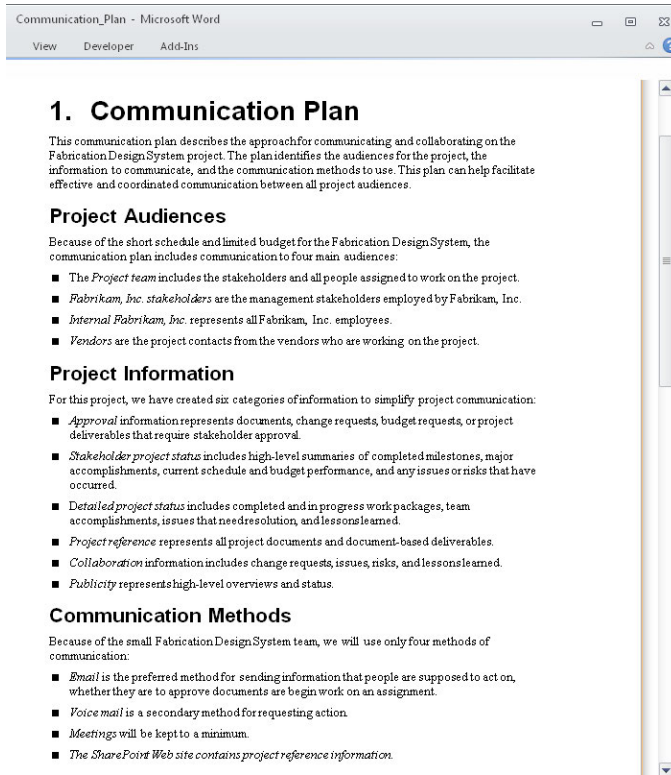 Communication_Plan - Microsoft Word
View Developer Add-Ins
1. Communication Plan
This communication plan describes the approachfor communicating and collaborating on the
Fabrication Design System project. The plan identifies the audiences for the project, the
information to communicate, and the communication methods to use. This plan can help facilitate
effective and coordinated communication between all project audiences.
Project Audiences
Because of the short schedule and limited budget for the Fabrication Design System, the
communication plan includes communication to four main audiences:
■ The Project team includes the stakeholders and all people assigned to work on the project.
■ Fabrikam, Inc. stakeholders are the management stakeholders employed by Fabrikam, Inc.
■ Internal Fabrikam, Inc. represents all Fabrikam, Inc. employees.
■ Vendors are the project contacts from the vendors who are working on the project.
Project Information
For this project, we have created six categories of information to simplify project communication:
■ Approval information represents documents, change requests, budget requests, or project
deliverables that require stakeholder approval.
■ Stakeholder project status includes high-level summaries of completed milestones, major
accomplishments, current schedule and budget performance, and any issues or risks that have
occurred.
■ Detailed project status includes completed and in progress work packages, team
accomplishments, issues that need resolution, and lessons learned.
■ Project reference represents all project documents and document-based deliverables.
■ Collaboration information includes change requests, issues, risks, and lessons learned.
■ Publicity represents high-level overviews and status.
Communication Methods
Because of the small Fabrication Design System team, we will use only four methods of
communication:
■ Email is the preferred method for sending information that people are supposed to act on,
whether they are to approve documents are begin work on an assignment.
■ Voice mail is a secondary method for requesting action.
■ Meetings will be kept to a minimum.
■ The SharePoint Web site contains project reference information.